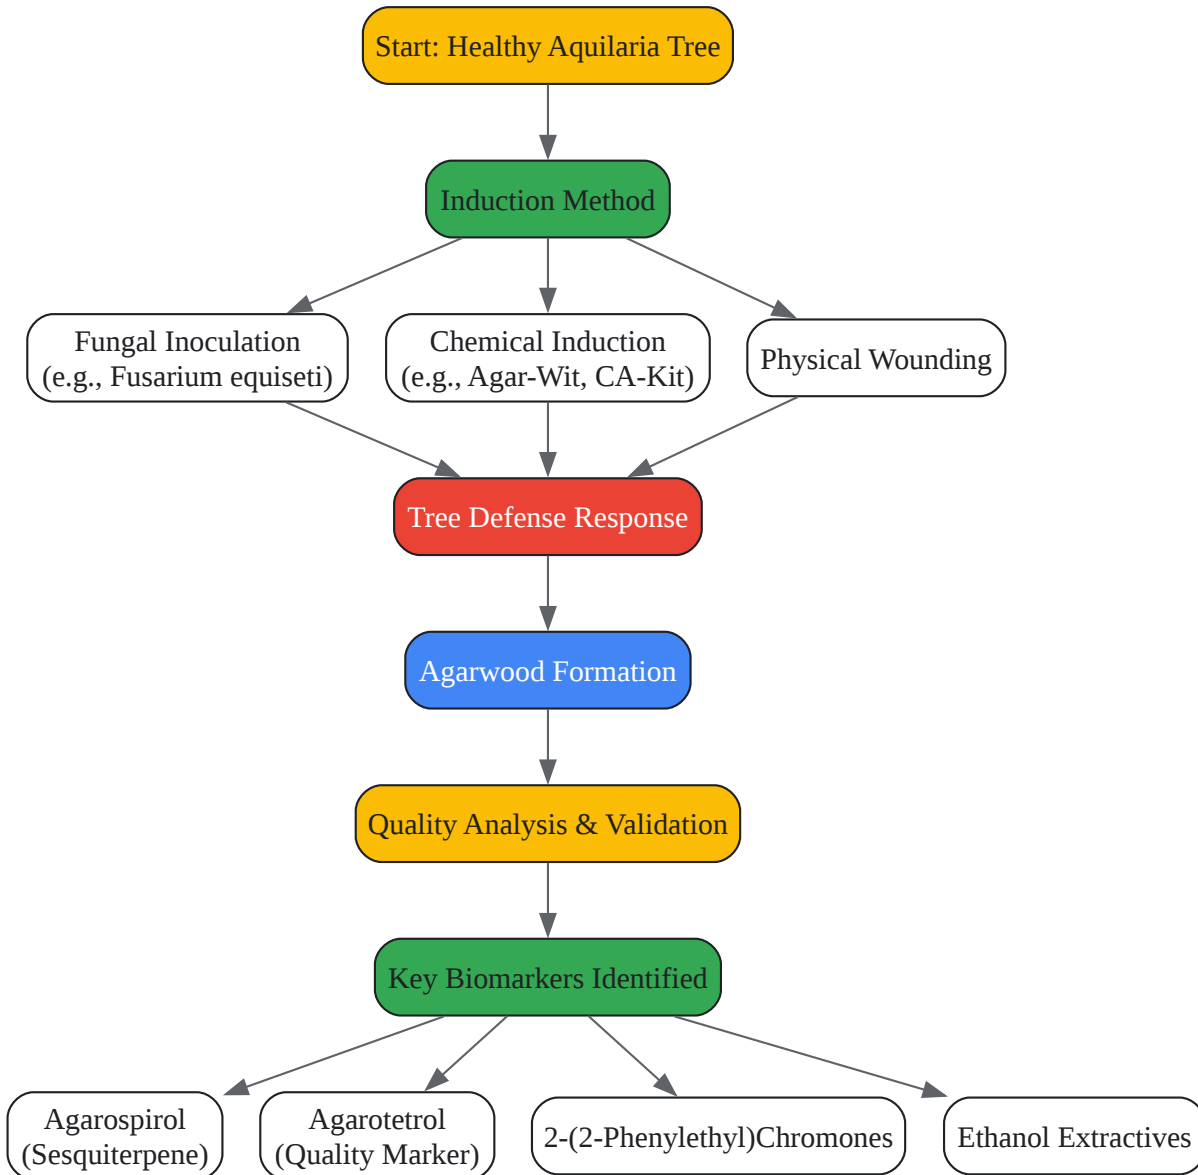 Start: Healthy Aquilaria Tree
Induction Method
Fungal Inoculation
(e.g., Fusarium equiseti)
Chemical Induction
(e.g., Agar-Wit, CA-Kit)
Physical Wounding
Tree Defense Response
Agarwood Formation
Quality Analysis & Validation
Key Biomarkers Identified
Agarospirol
(Sesquiterpene)
Agarotetrol
(Quality Marker)
2-(2-Phenylethyl)Chromones
Ethanol Extractives